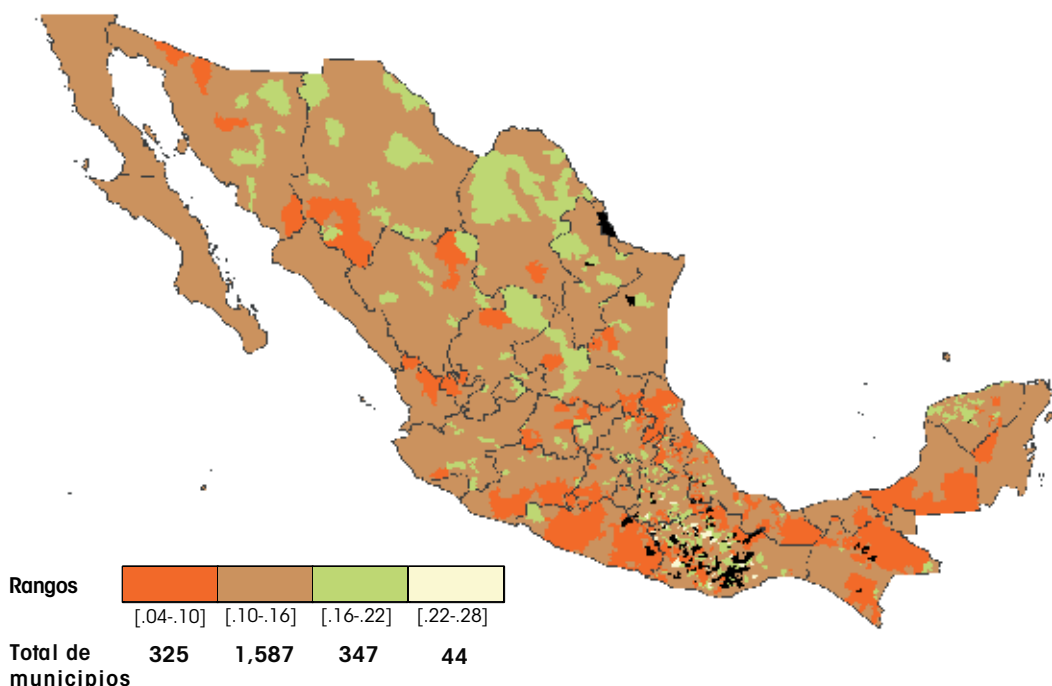 Rangos
[.04-.10] [.10-.16] [.16-.22] [.22-.28]
Total de 325 1,587 347 44
municipios